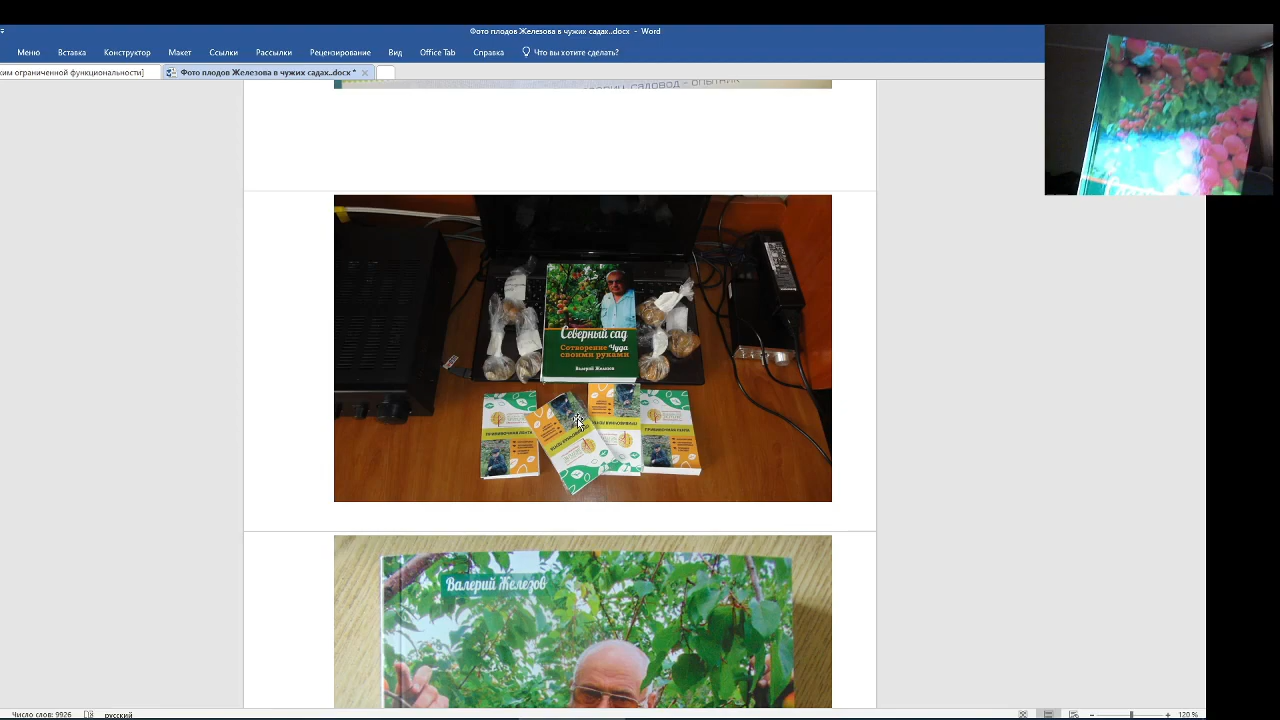 Фото плодов Железова в чужих садах..docx - Word
Меню Вставка Конструктор Макет Ссылки Рассылки Рецензирование Вид Office Tab Справка Что вы хотите сделать?
ким ограниченной функциональности]
Фото плодов Железова в чужих садах..docx *
садовод - опытник
Северный сад
Сотворение Чуда
своими руками
Валерий Железов
Валерий Железов
Число слов: 9926 русский
120 %